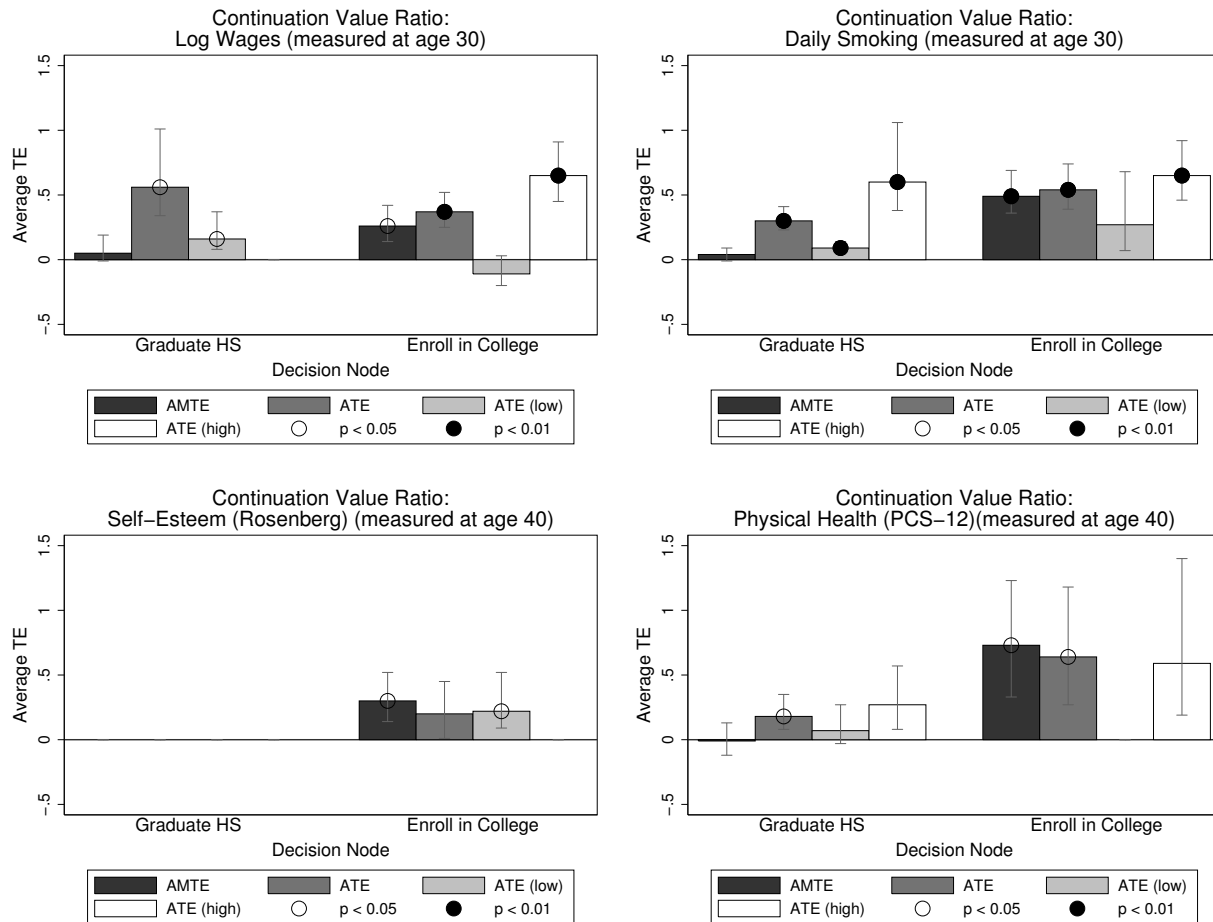 Continuation Value Ratio:
Log Wages (measured at age 30)
Average TE
1.5
1
.5
0
−.5
Graduate HS
Enroll in College
Decision Node
AMTE
ATE
ATE (low)
ATE (high)
p < 0.05
p < 0.01
Continuation Value Ratio:
Daily Smoking (measured at age 30)
Average TE
1.5
1
.5
0
−.5
Graduate HS
Enroll in College
Decision Node
AMTE
ATE
ATE (low)
ATE (high)
p < 0.05
p < 0.01
Continuation Value Ratio:
Self−Esteem (Rosenberg) (measured at age 40)
Average TE
1.5
1
.5
0
−.5
Graduate HS
Enroll in College
Decision Node
AMTE
ATE
ATE (low)
ATE (high)
p < 0.05
p < 0.01
Continuation Value Ratio:
Physical Health (PCS−12)(measured at age 40)
Average TE
1.5
1
.5
0
−.5
Graduate HS
Enroll in College
Decision Node
AMTE
ATE
ATE (low)
ATE (high)
p < 0.05
p < 0.01